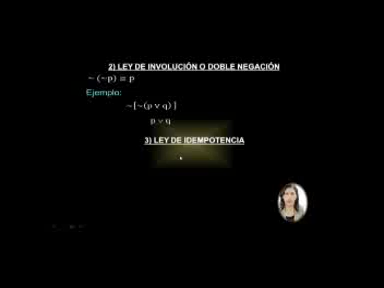 2) LEY DE INVOLUCIÓN O DOBLE NEGACIÓN
~ (~p) ≡ p
Ejemplo:
~[~(p v q)]
p v q
3) LEY DE IDEMPOTENCIA